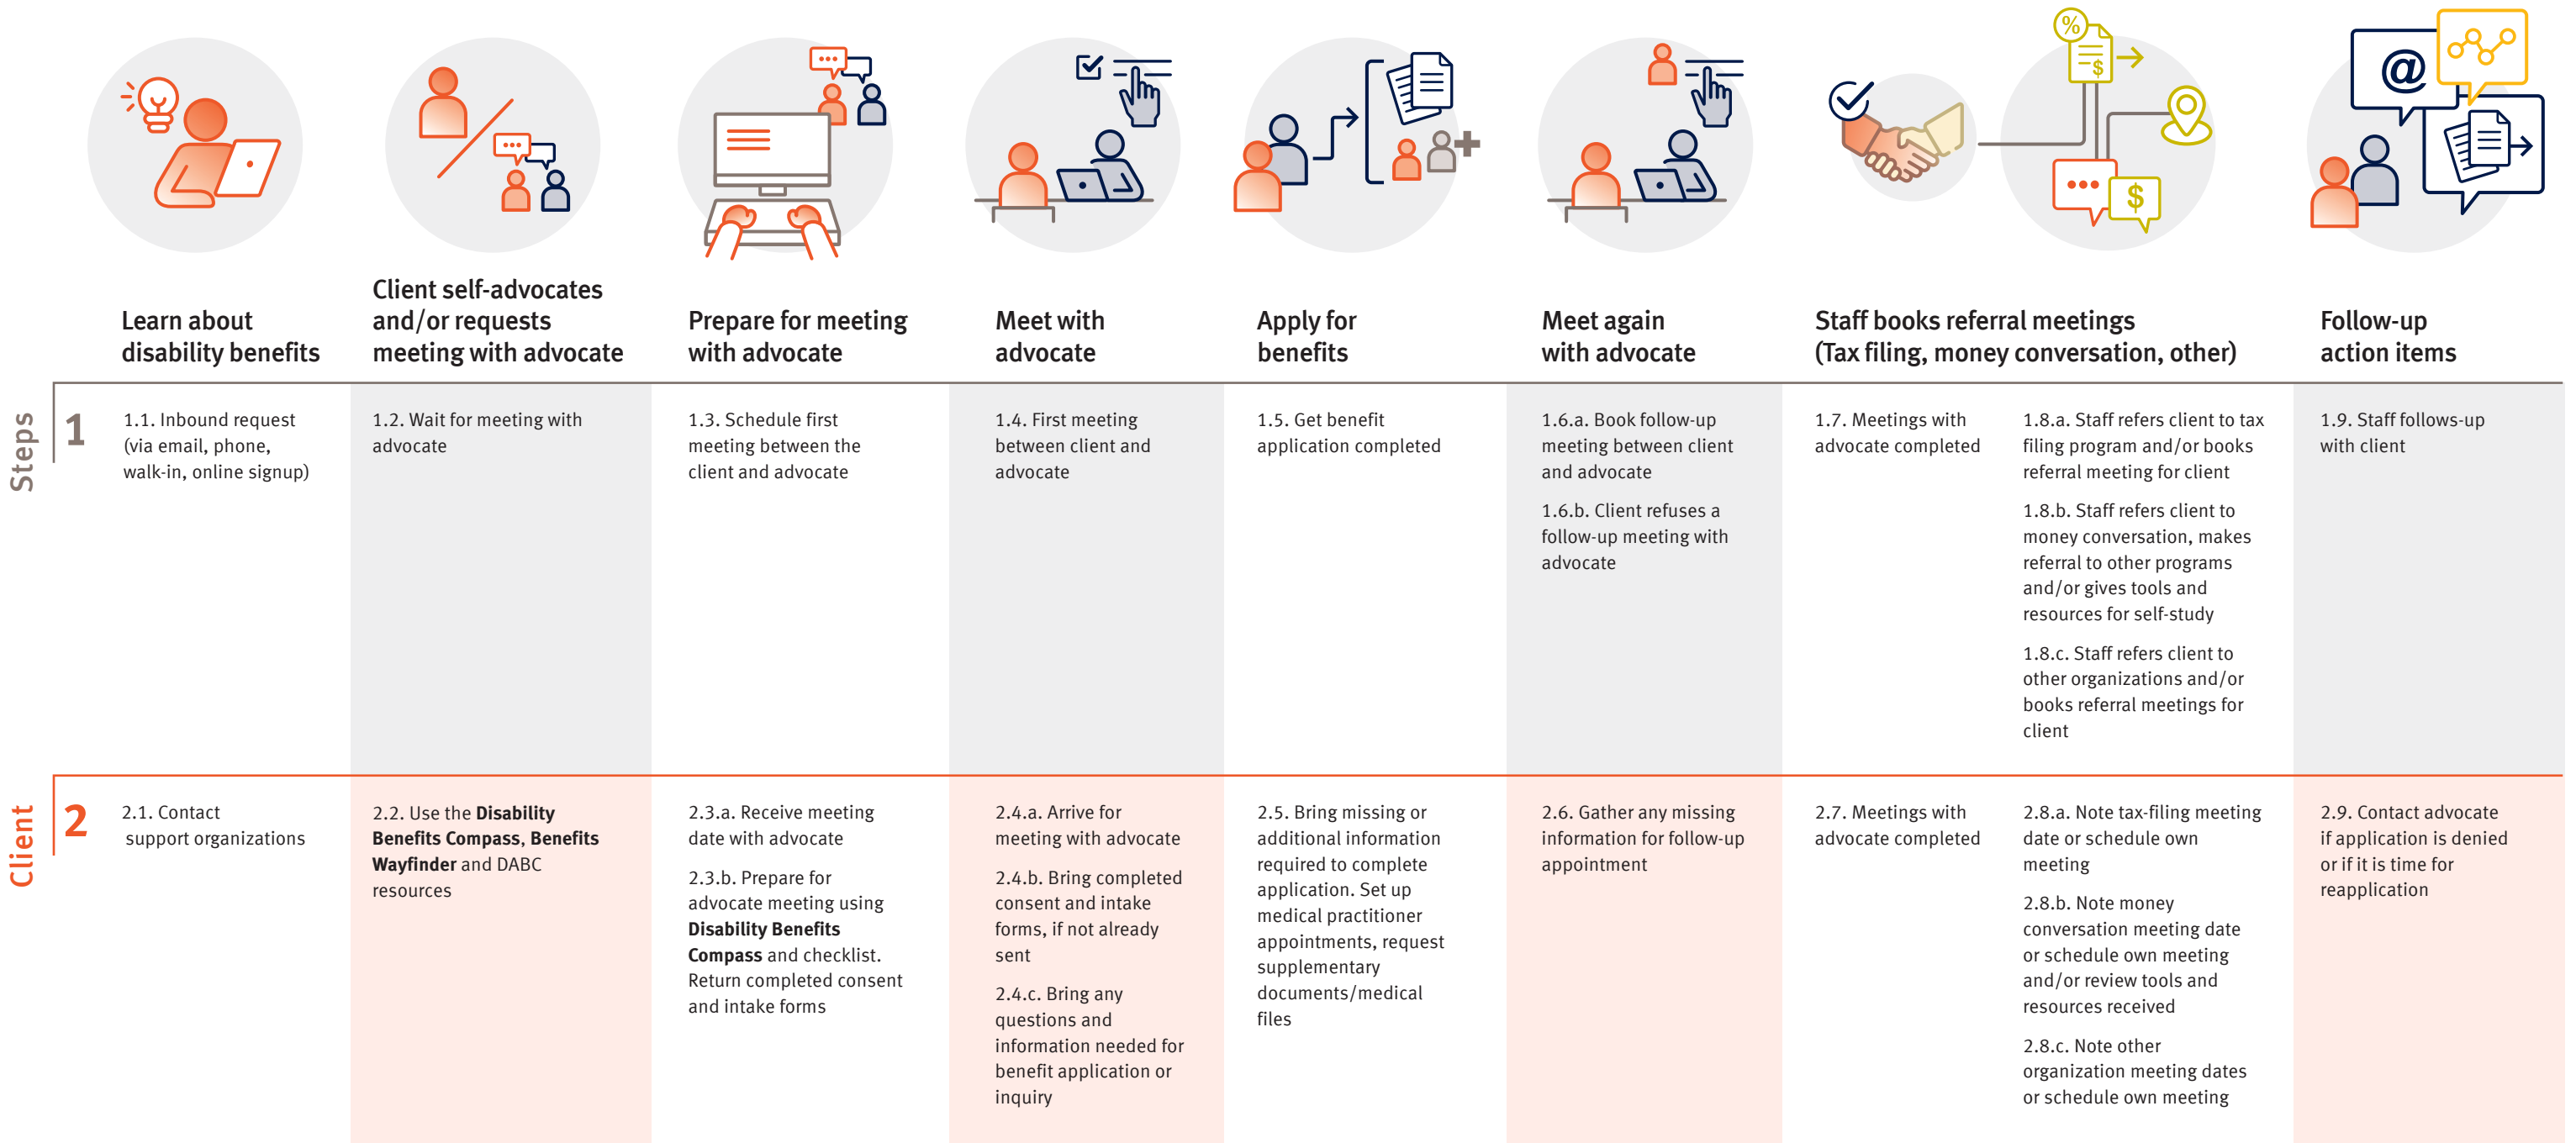 %
$
$
@
Learn about
disability benefits
Client self-advocates
and/or requests
meeting with advocate
Prepare for meeting
with advocate
Meet with
advocate
Apply for
benefits
Meet again
with advocate
Staff books referral meetings
(Tax filing, money conversation, other)
Follow-up
action items
Steps
1
1.1. Inbound request
(via email, phone,
walk-in, online signup)
1.2. Wait for meeting with
advocate
1.3. Schedule first
meeting between the
client and advocate
1.4. First meeting
between client and
advocate
1.5. Get benefit
application completed
1.6.a. Book follow-up
meeting between client
and advocate
1.6.b. Client refuses a
follow-up meeting with
advocate
1.7. Meetings with
advocate completed
1.8.a. Staff refers client to tax
filing program and/or books
referral meeting for client
1.8.b. Staff refers client to
money conversation, makes
referral to other programs
and/or gives tools and
resources for self-study
1.8.c. Staff refers client to
other organizations and/or
books referral meetings for
client
1.9. Staff follows-up
with client
Client
2
2.1. Contact
support organizations
2.2. Use the Disability
Benefits Compass, Benefits
Wayfinder and DABC
resources
2.3.a. Receive meeting
date with advocate
2.3.b. Prepare for
advocate meeting using
Disability Benefits
Compass and checklist.
Return completed consent
and intake forms
2.4.a. Arrive for
meeting with advocate
2.4.b. Bring completed
consent and intake
forms, if not already
sent
2.4.c. Bring any
questions and
information needed for
benefit application or
inquiry
2.5. Bring missing or
additional information
required to complete
application. Set up
medical practitioner
appointments, request
supplementary
documents/medical
files
2.6. Gather any missing
information for follow-up
appointment
2.7. Meetings with
advocate completed
2.8.a. Note tax-filing meeting
date or schedule own
meeting
2.8.b. Note money
conversation meeting date
or schedule own meeting
and/or review tools and
resources received
2.8.c. Note other
organization meeting dates
or schedule own meeting
2.9. Contact advocate
if application is denied
or if it is time for
reapplication